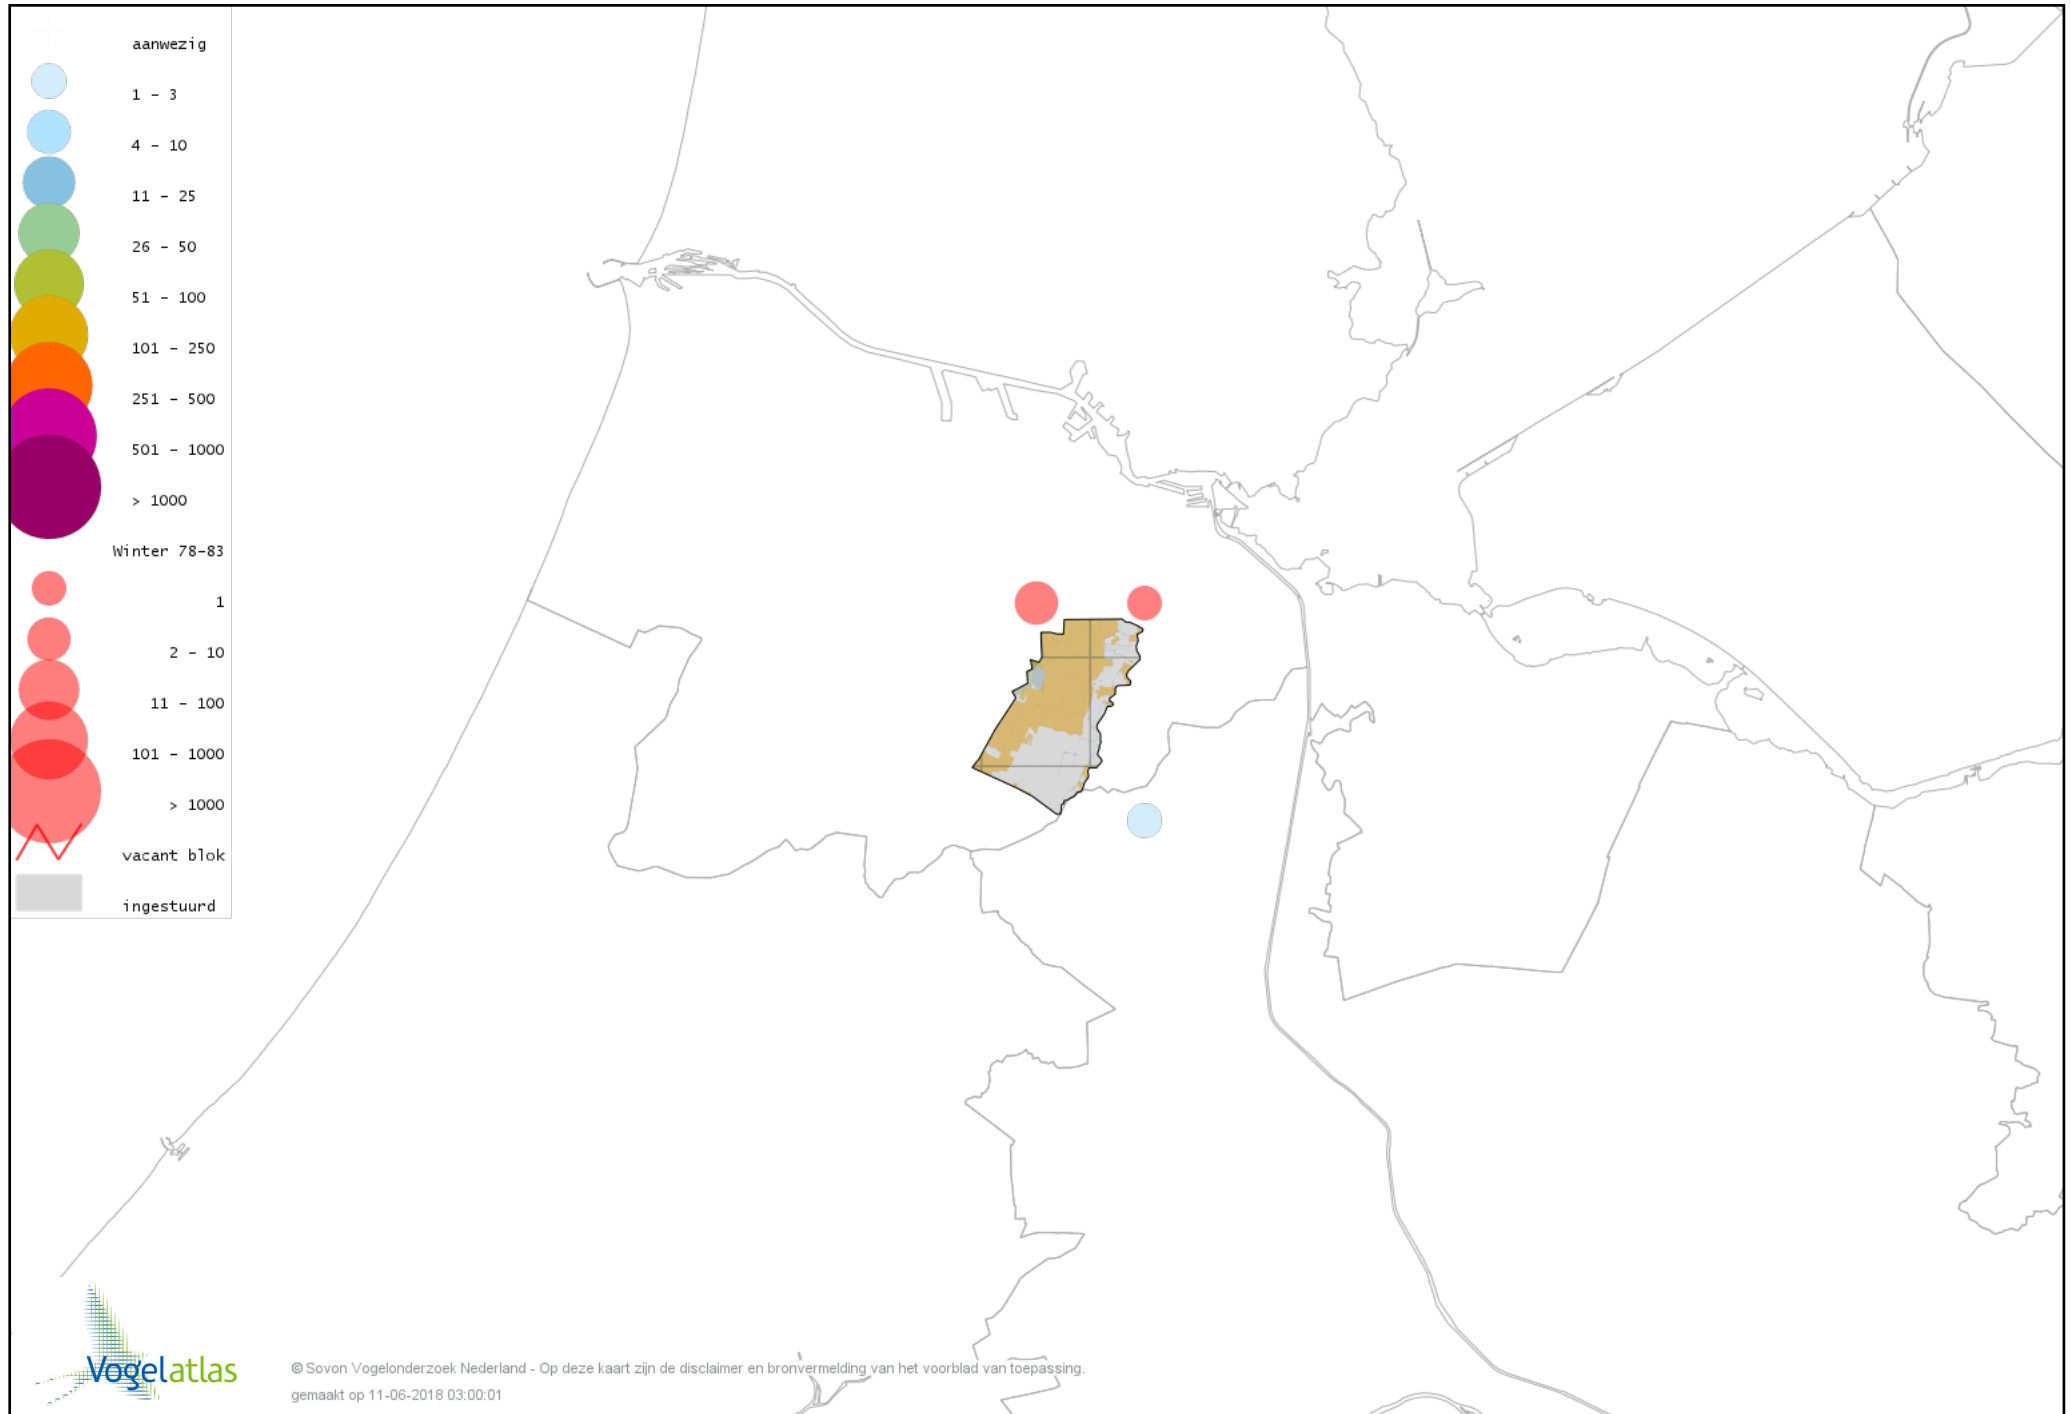 aanwezig
1 - 3
4 - 10
11 - 25
26 - 50
51 - 100
101 - 250
251 - 500
501 - 1000
> 1000
Winter 78-83
1
2 - 10
11 - 100
101 - 1000
> 1000
vacant blok
ingestuurd
Vogelatlas
© Sovon Vogelonderzoek Nederland - Op deze kaart zijn de disclaimer en bronvermelding van het voorblad van toepassing.
gemaakt op 11-06-2018 03:00:01